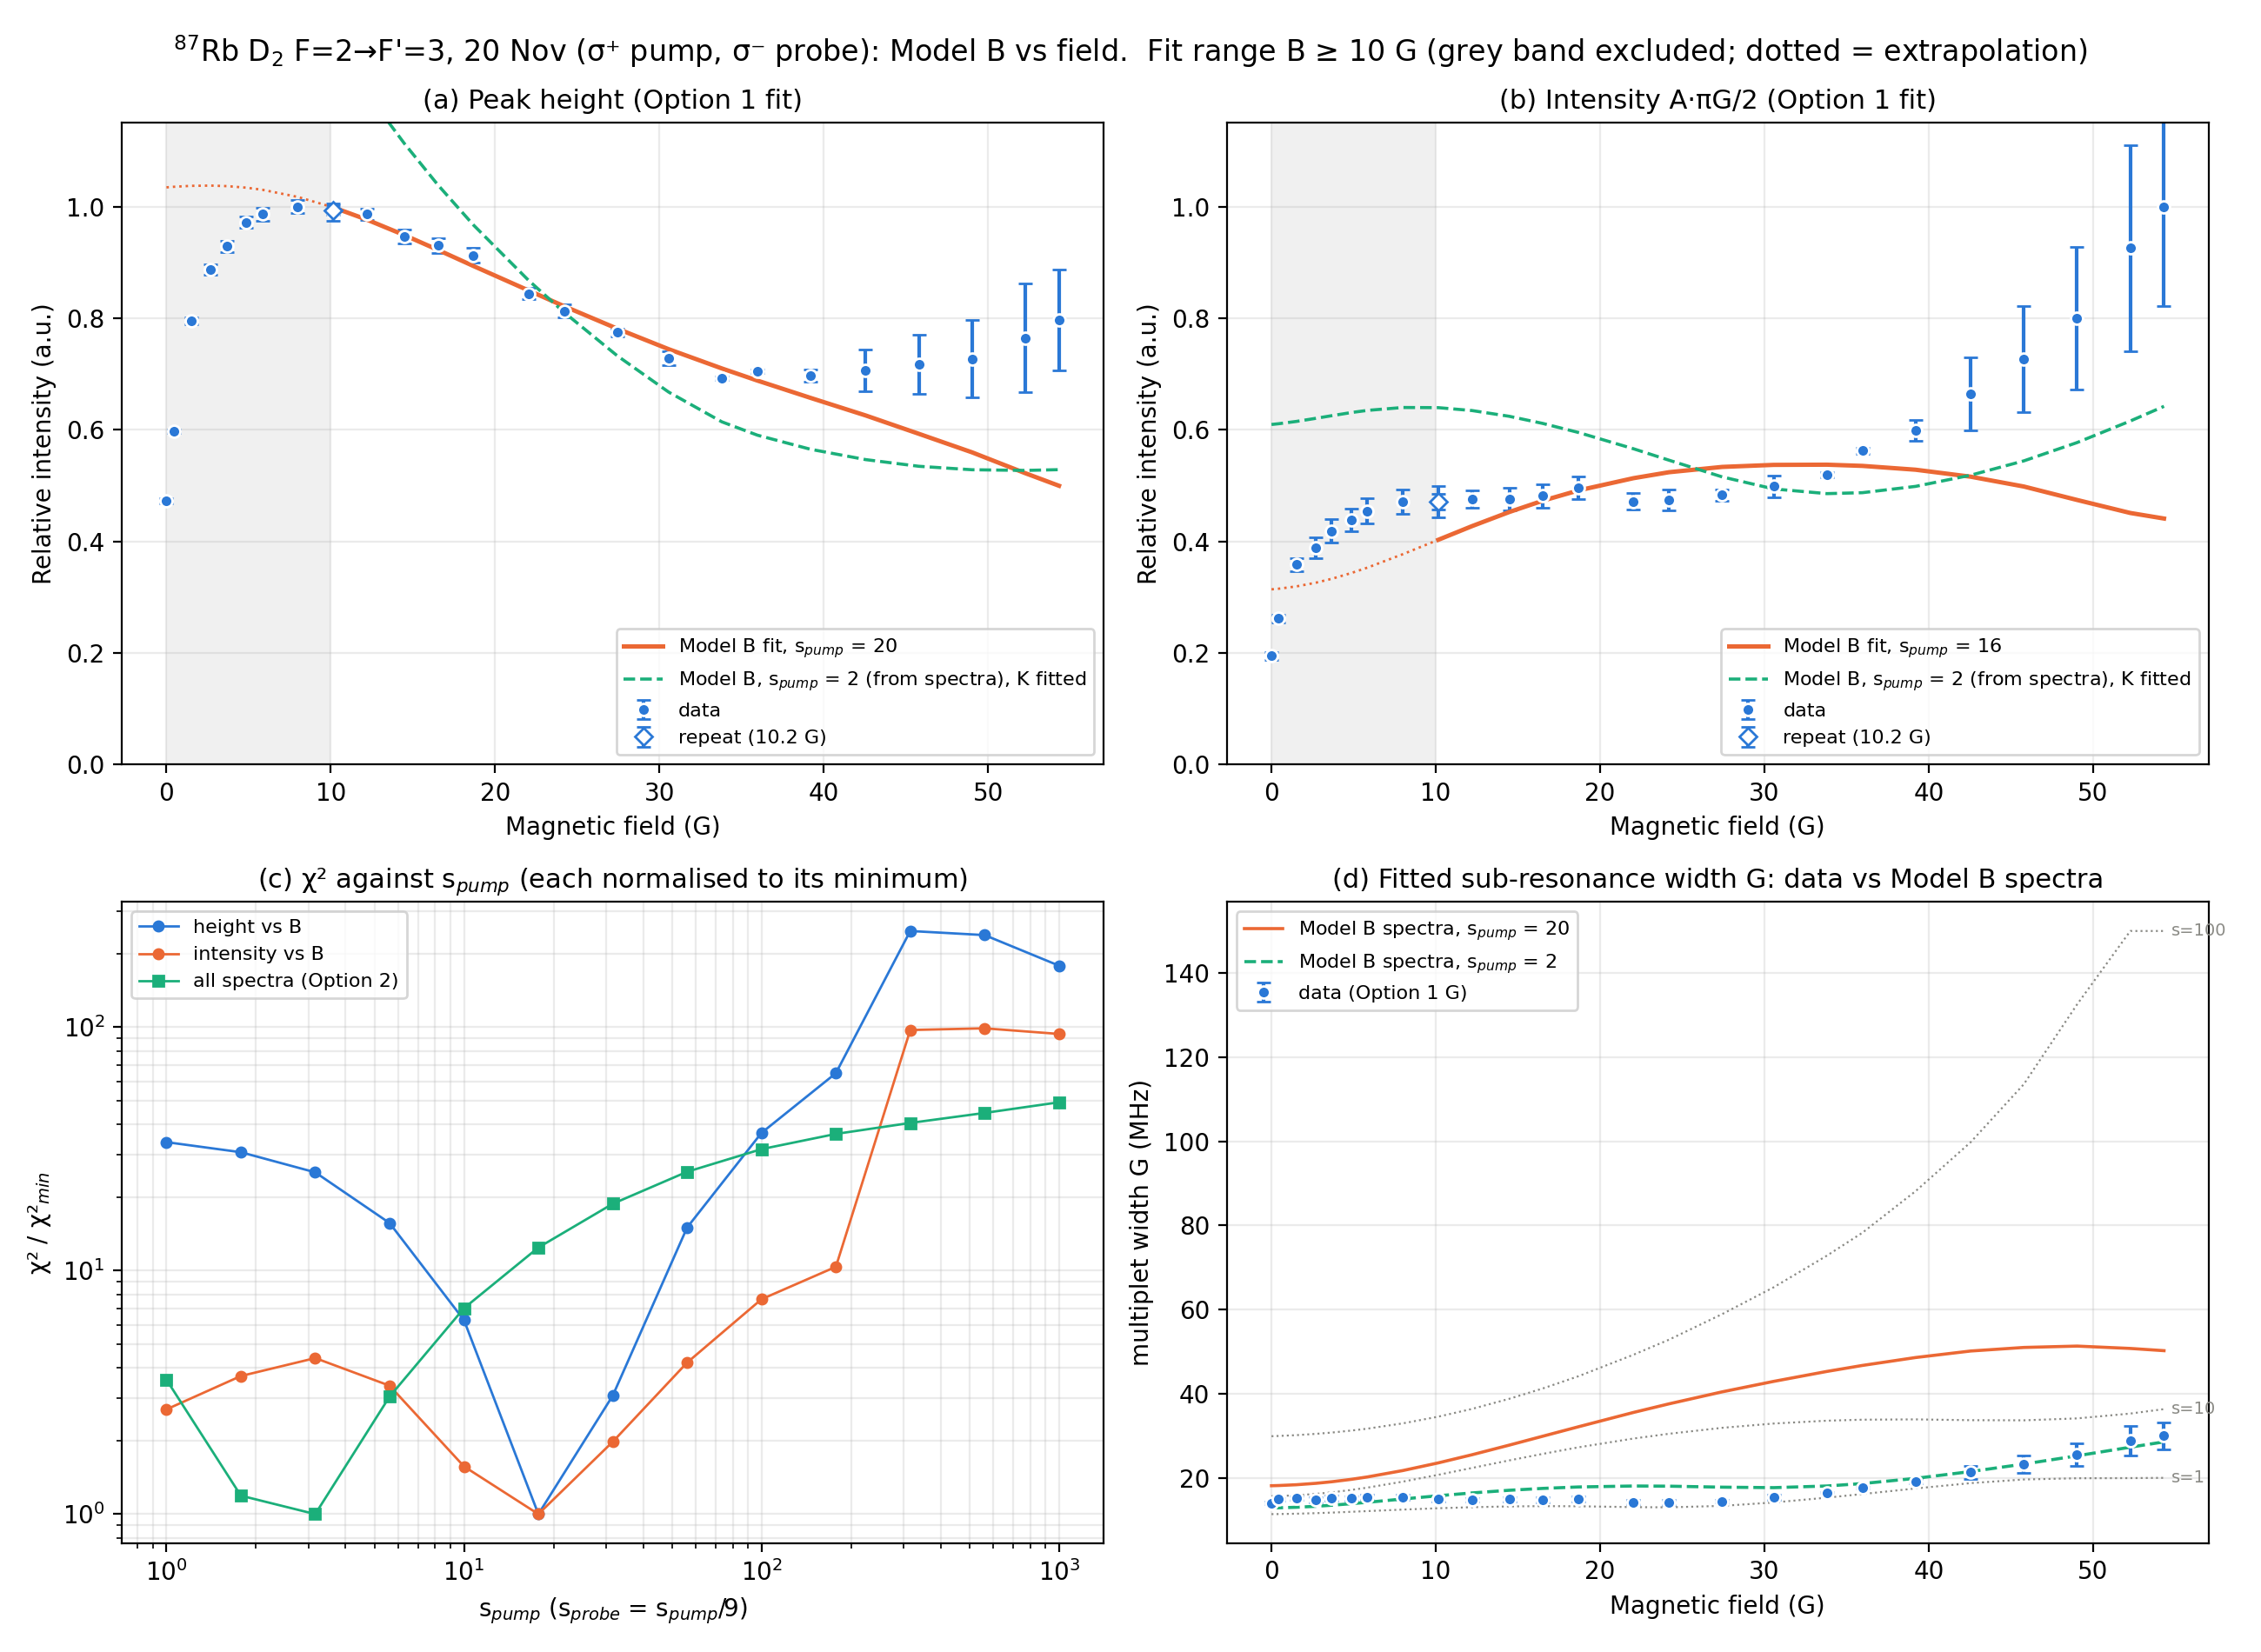 ⁸⁷Rb D₂ F=2→F'=3, 20 Nov (σ⁺ pump, σ⁻ probe): Model B vs field.  Fit range B ≥ 10 G (grey band excluded; dotted = extrapolation)
(a) Peak height (Option 1 fit)
Relative intensity (a.u.)
1.0
0.8
0.6
0.4
0.2
0.0
Model B fit, s_pump = 20
Model B, s_pump = 2 (from spectra), K fitted
data
repeat (10.2 G)
0 10 20 30 40 50
Magnetic field (G)
(b) Intensity A·πG/2 (Option 1 fit)
Relative intensity (a.u.)
1.0
0.8
0.6
0.4
0.2
0.0
Model B fit, s_pump = 16
Model B, s_pump = 2 (from spectra), K fitted
data
repeat (10.2 G)
0 10 20 30 40 50
Magnetic field (G)
(c) χ² against s_pump (each normalised to its minimum)
height vs B
intensity vs B
all spectra (Option 2)
χ² / χ²_min
10²
10¹
10⁰
10⁰ 10¹ 10² 10³
s_pump (s_probe = s_pump/9)
(d) Fitted sub-resonance width G: data vs Model B spectra
Model B spectra, s_pump = 20
Model B spectra, s_pump = 2
data (Option 1 G)
multiplet width G (MHz)
140
120
100
80
60
40
20
s=100
s=10
s=1
0 10 20 30 40 50
Magnetic field (G)